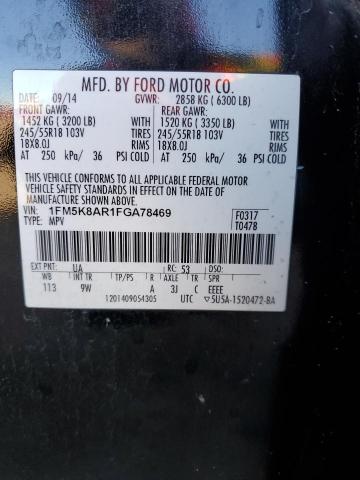 MFD. BY FORD MOTOR CO.
DATE: 09/14 GVWR: 2858 KG ( 6300 LB)
FRONT GAWR: REAR GAWR:
1452 KG ( 3200 LB) WITH 1520 KG ( 3350 LB) WITH
245/55R18 103V TIRES 245/55R18 103V TIRES
18X8.0J RIMS 18X8.0J RIMS
AT 250 kPa/ 36 PSI COLD AT 250 kPa/ 36 PSI COLD
THIS VEHICLE CONFORMS TO ALL APPLICABLE FEDERAL MOTOR
VEHICLE SAFETY AND THEFT PREVENTION STANDARDS IN EFFECT ON THE DATE OF
MANUFACTURE SHOWN ABOVE.
VIN: 1FM5K8AR1FGA78469 F0317
TYPE: MPV T0478
EXT PNT: UA RC: 53 DSO:
WB INT TR TP/PS R AXLE TR SPR
113 9W A 3J C EEEE
1201409054305 UTC 5U5A-1520472-BA